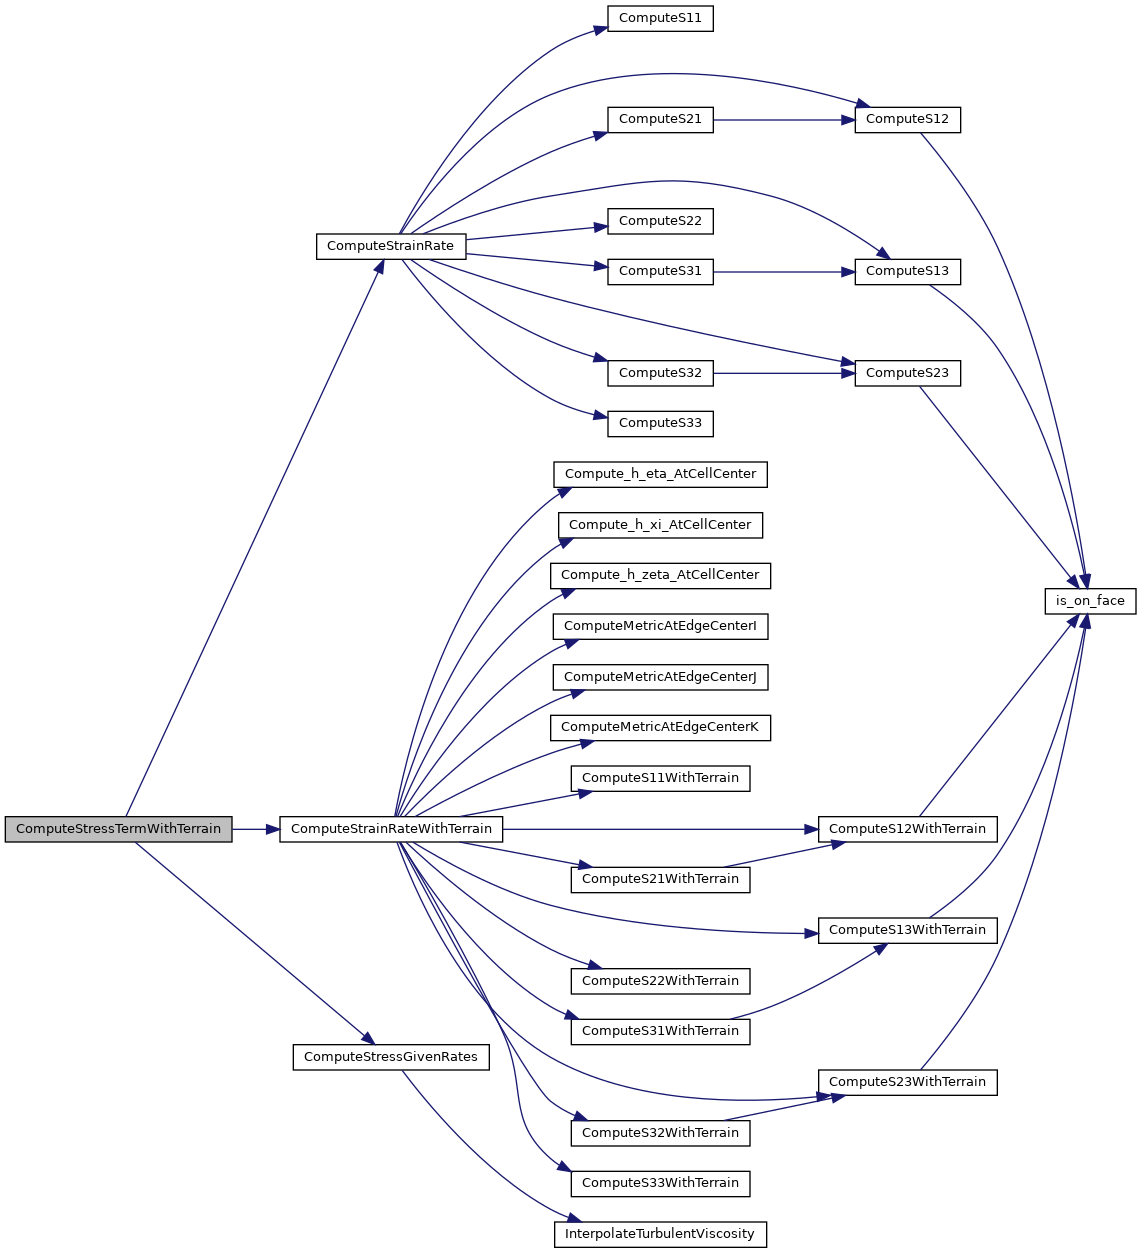 ComputeS11
ComputeS21
ComputeS12
ComputeS22
ComputeStrainRate
ComputeS31
ComputeS13
ComputeS32
ComputeS23
ComputeS33
Compute_h_eta_AtCellCenter
Compute_h_xi_AtCellCenter
Compute_h_zeta_AtCellCenter
is_on_face
ComputeMetricAtEdgeCenterI
ComputeMetricAtEdgeCenterJ
ComputeMetricAtEdgeCenterK
ComputeS11WithTerrain
ComputeStressTermWithTerrain
ComputeStrainRateWithTerrain
ComputeS12WithTerrain
ComputeS21WithTerrain
ComputeS13WithTerrain
ComputeS22WithTerrain
ComputeS31WithTerrain
ComputeStressGivenRates
ComputeS23WithTerrain
ComputeS32WithTerrain
ComputeS33WithTerrain
InterpolateTurbulentViscosity